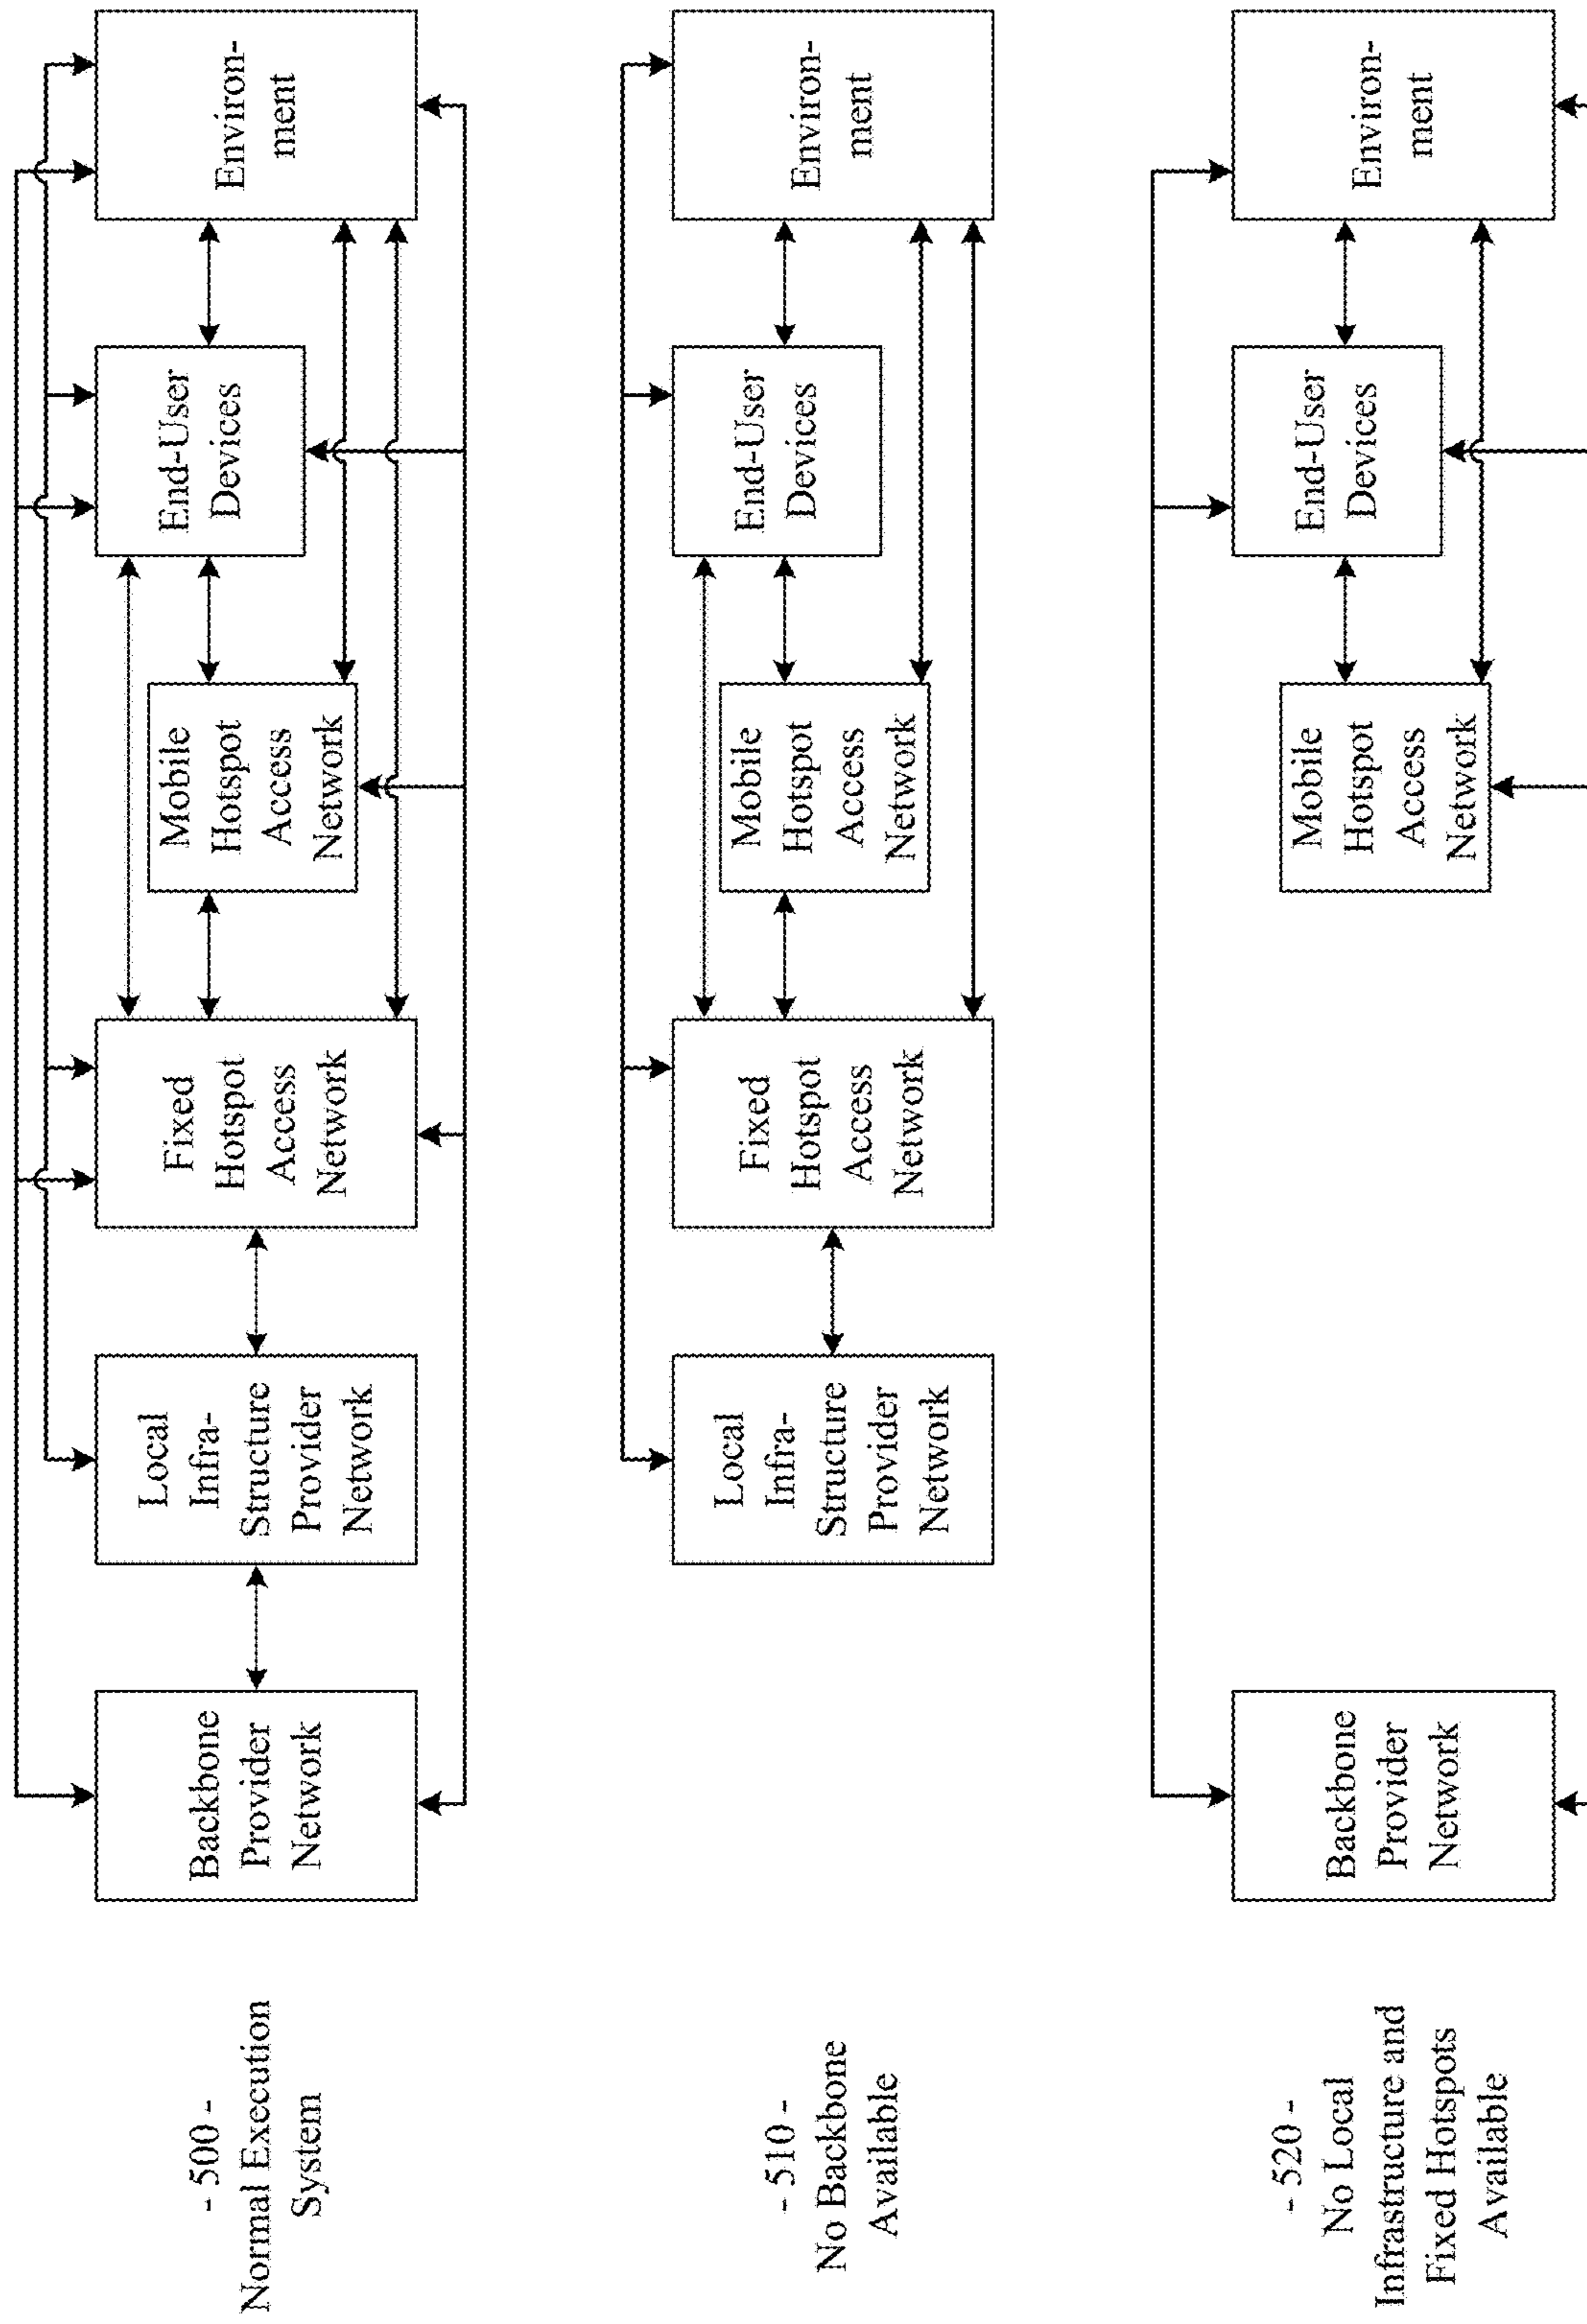 - 500 -
Normal Execution
System
Backbone
Provider
Network
Local
Infra-
Structure
Provider
Network
Fixed
Hotspot
Access
Network
Mobile
Hotspot
Access
Network
End-User
Devices
Environ-
ment
- 510 -
No Backbone
Available
Local
Infra-
Structure
Provider
Network
Fixed
Hotspot
Access
Network
Mobile
Hotspot
Access
Network
End-User
Devices
Environ-
ment
- 520 -
No Local
Infrastructure and
Fixed Hotspots
Available
Backbone
Provider
Network
Mobile
Hotspot
Access
Network
End-User
Devices
Environ-
ment